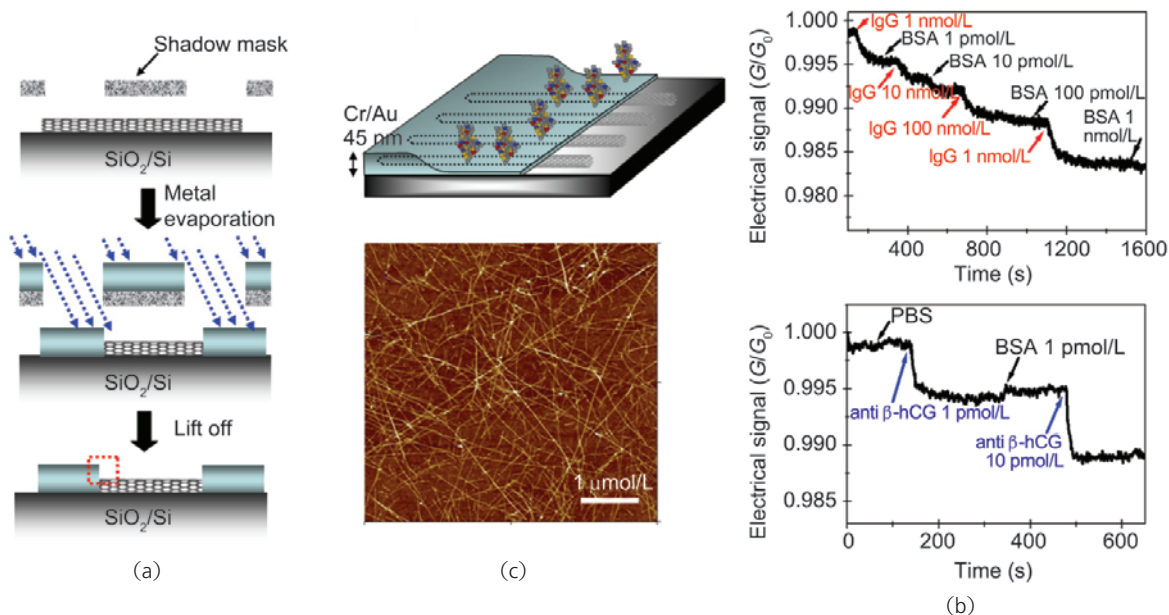 Shadow mask
SiO₂/Si
Metal
evaporation
SiO₂/Si
Lift off
SiO₂/Si
(a)
Cr/Au
45 nm
1 µmol/L
(c)
Electrical signal (G/G₀)
1.000
0.995
0.990
0.985
0.980
IgG 1 nmol/L
BSA 1 pmol/L
BSA 10 pmol/L
IgG 10 nmol/L
BSA 100 pmol/L
IgG 100 nmol/L
BSA 1
nmol/L
IgG 1 nmol/L
400 800 1200 1600
Time (s)
Electrical signal (G/G₀)
1.000
0.995
0.990
0.985
PBS
BSA 1 pmol/L
anti β-hCG 1 pmol/L
anti β-hCG
10 pmol/L
0 200 400 600
Time (s)
(b)